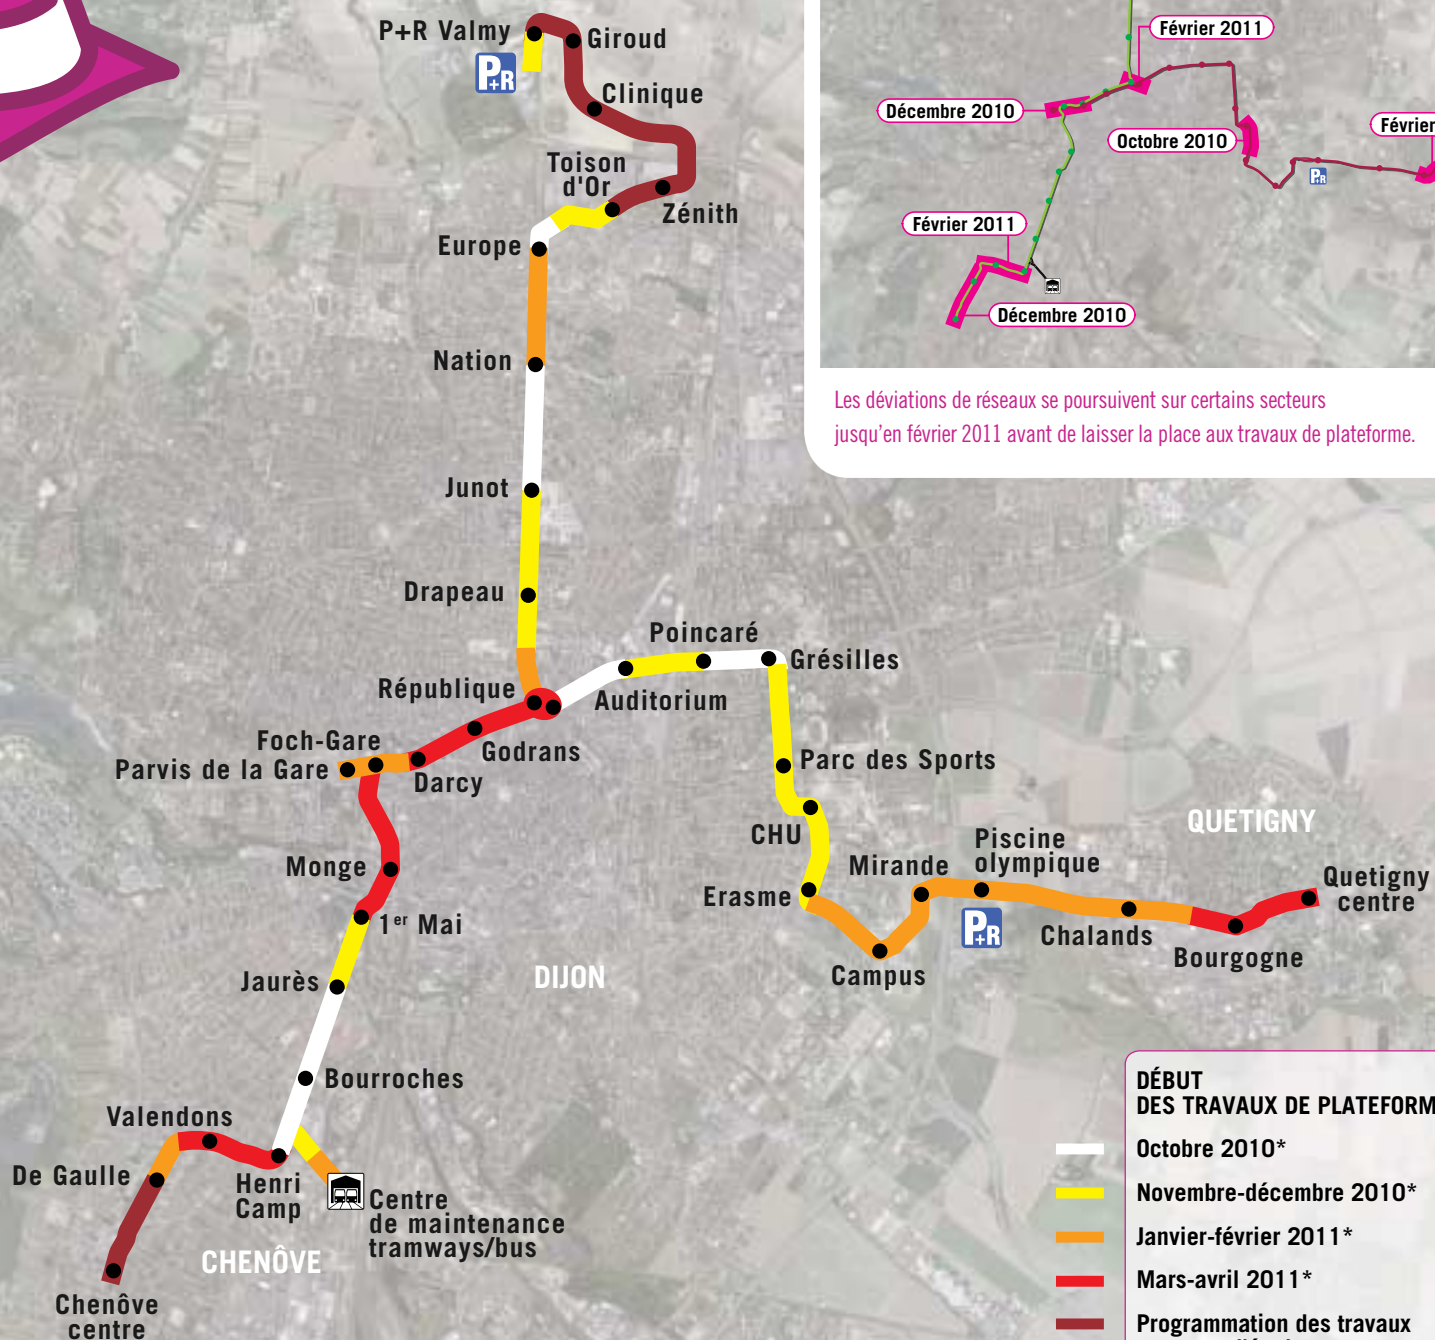 P+R Valmy
P+R
Giroud
Clinique
Toison
d'Or
Zénith
Europe
Nation
Junot
Drapeau
Poincaré
Grésilles
République
Auditorium
Foch-Gare
Godrans
Parvis de la Gare
Darcy
Parc des Sports
CHU
Monge
Mirande
Piscine
olympique
QUETIGNY
Quetigny
centre
Erasme
P+R
1er Mai
Chalands
Bourgogne
Campus
Jaurès
DIJON
Bourroches
Valendons
De Gaulle
Henri
Camp
Centre
de maintenance
tramways/bus
CHENÔVE
Chenôve
centre
Février 2011
Décembre 2010
Octobre 2010
Février
P+R
Février 2011
Décembre 2010
Les déviations de réseaux se poursuivent sur certains secteurs
jusqu'en février 2011 avant de laisser la place aux travaux de plateforme.
DÉBUT
DES TRAVAUX DE PLATEFORM
Octobre 2010*
Novembre-décembre 2010*
Janvier-février 2011*
Mars-avril 2011*
Programmation des travaux